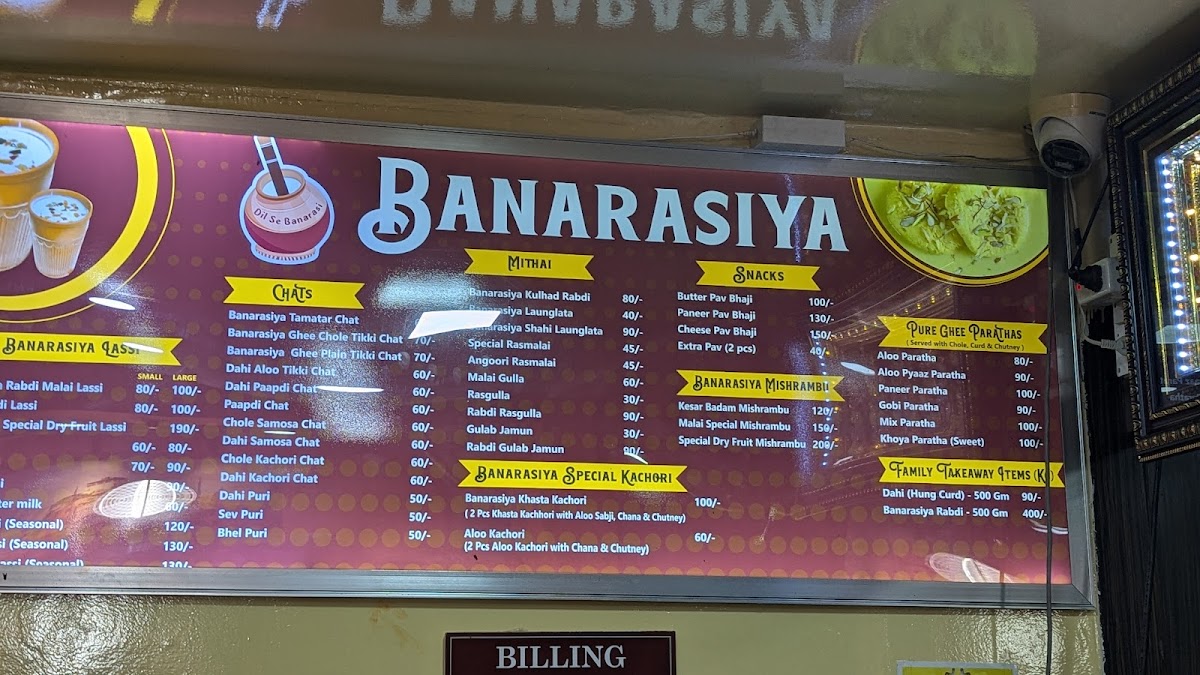 Dil Se Banarasi
BANARASIYA
BANARASIYA LASSI
SMALL LARGE
Rabdi Malai Lassi 80/- 100/-
Lassi 80/- 100/-
Special Dry Fruit Lassi 190/-
60/- 80/-
70/- 90/-
90/-
milk 80/-
(Seasonal) 120/-
(Seasonal) 130/-
(Seasonal) 130/-
CHATS
Banarasiya Tamatar Chat
Banarasiya Ghee Chole Tikki Chat 70/-
Banarasiya Ghee Plain Tikki Chat 70/-
Dahi Aloo Tikki Chat 60/-
Dahi Paapdi Chat 60/-
Paapdi Chat 60/-
Chole Samosa Chat 60/-
Dahi Samosa Chat 60/-
Chole Kachori Chat 60/-
Dahi Kachori Chat 60/-
Dahi Puri 50/-
Sev Puri 50/-
Bhel Puri 50/-
MITHAI
Banarasiya Kulhad Rabdi 80/-
Banarasiya Launglata 40/-
Banarasiya Shahi Launglata 90/-
Special Rasmalai 45/-
Angoori Rasmalai 45/-
Malai Gulla 60/-
Rasgulla 30/-
Rabdi Rasgulla 90/-
Gulab Jamun 30/-
Rabdi Gulab Jamun 90/-
BANARASIYA SPECIAL KACHORI
Banarasiya Khasta Kachori 100/-
( 2 Pcs Khasta Kachhori with Aloo Sabji, Chana & Chutney)
Aloo Kachori 60/-
(2 Pcs Aloo Kachori with Chana & Chutney)
SNACKS
Butter Pav Bhaji 100/-
Paneer Pav Bhaji 130/-
Cheese Pav Bhaji 150/-
Extra Pav (2 pcs) 40/-
BANARASIYA MISHRAMBU
Kesar Badam Mishrambu 120/-
Malai Special Mishrambu 150/-
Special Dry Fruit Mishrambu 200/-
PURE GHEE PARATHAS
( Served with Chole, Curd & Chutney )
Aloo Paratha 80/-
Aloo Pyaaz Paratha 90/-
Paneer Paratha 100/-
Gobi Paratha 90/-
Mix Paratha 100/-
Khoya Paratha (Sweet) 100/-
FAMILY TAKEAWAY ITEMS
Dahi (Hung Curd) - 500 Gm 90/-
Banarasiya Rabdi - 500 Gm 400/-
BILLING